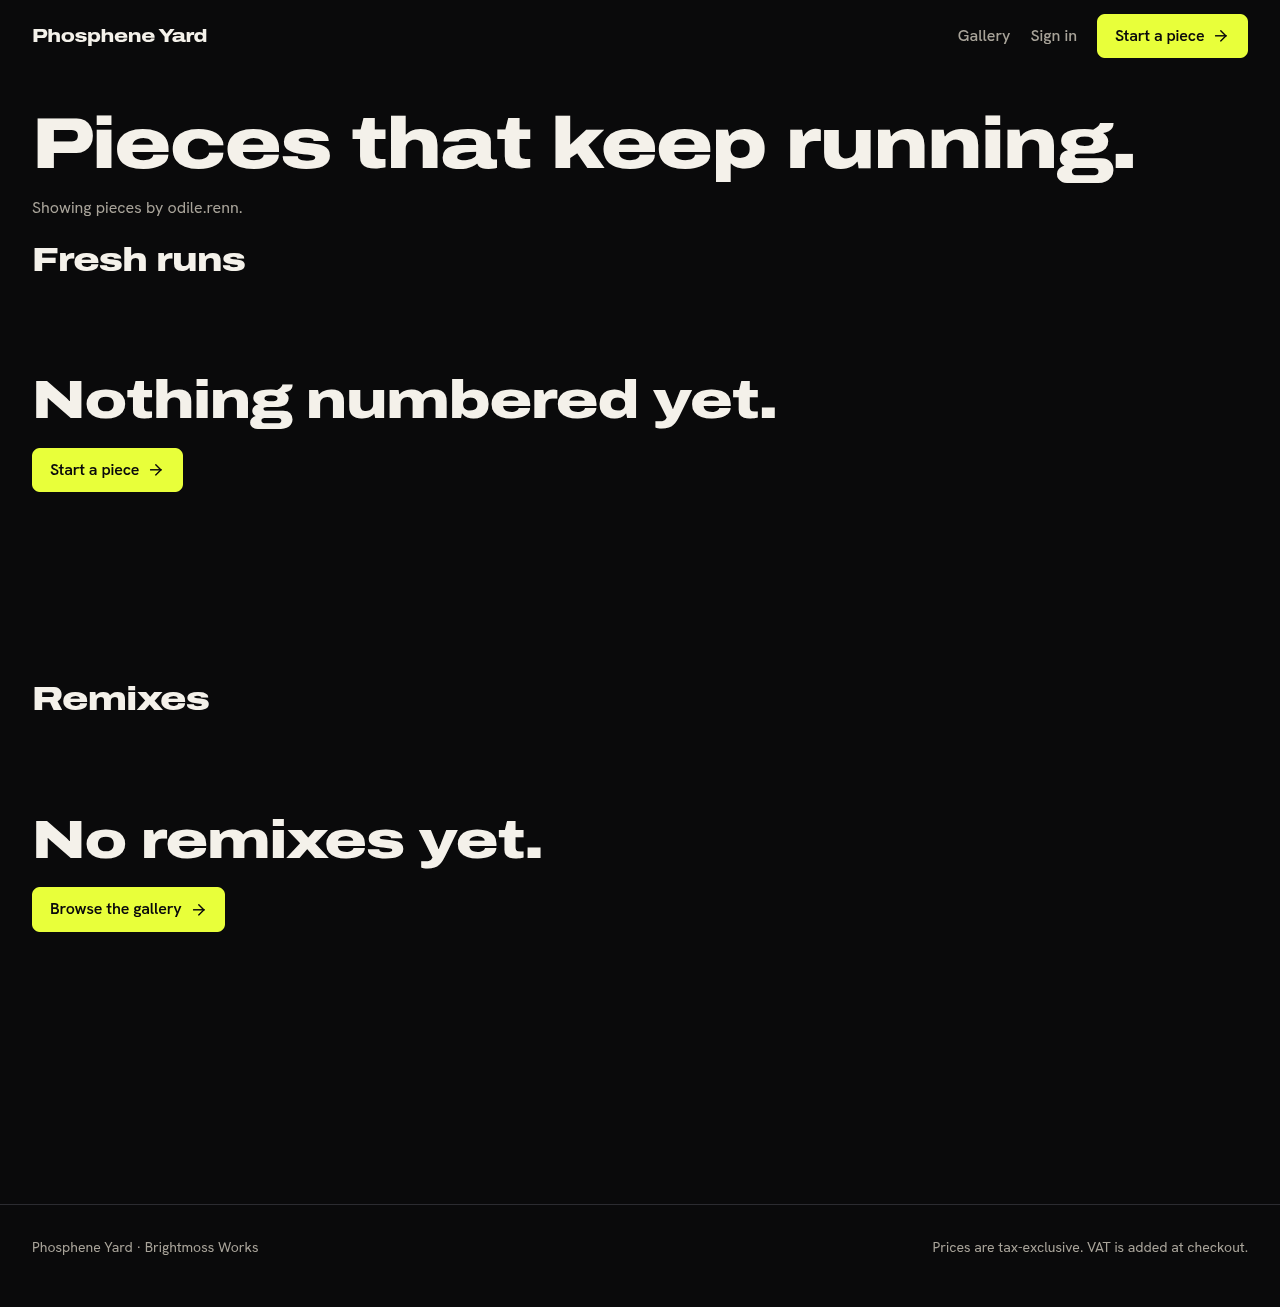 Phosphene Yard
Gallery
Sign in
Start a piece →
Pieces that keep running.
Showing pieces by odile.renn.
Fresh runs
Nothing numbered yet.
Start a piece →
Remixes
No remixes yet.
Browse the gallery →
Phosphene Yard · Brightmoss Works
Prices are tax-exclusive. VAT is added at checkout.